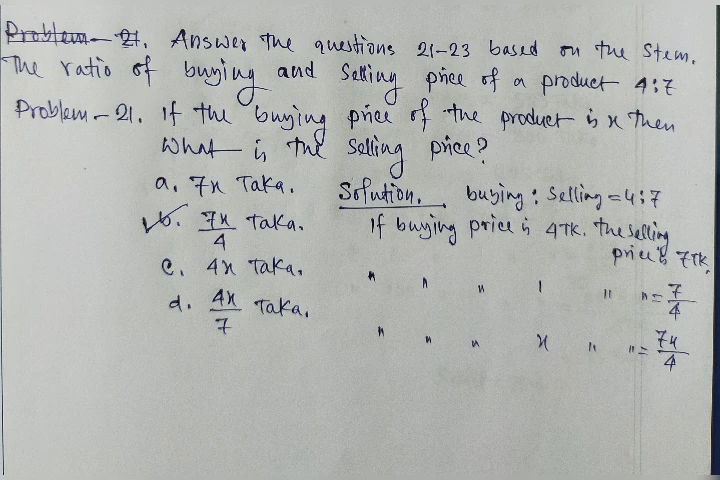 Problem-21. Answer the questions 21-23 based on the stem.
The ratio of buying and selling price of a product 4:7
Problem-21. If the buying price of the product is x then
What is the selling price?
a. 7x Taka.
b. 7x/4 Taka.
c. 4x Taka.
d. 4x/7 Taka.
Solution. buying : selling = 4:7
If buying price is 4TK. the selling
price is 7TK.
" " " 1 " " = 7/4
" " " x " " = 7x/4